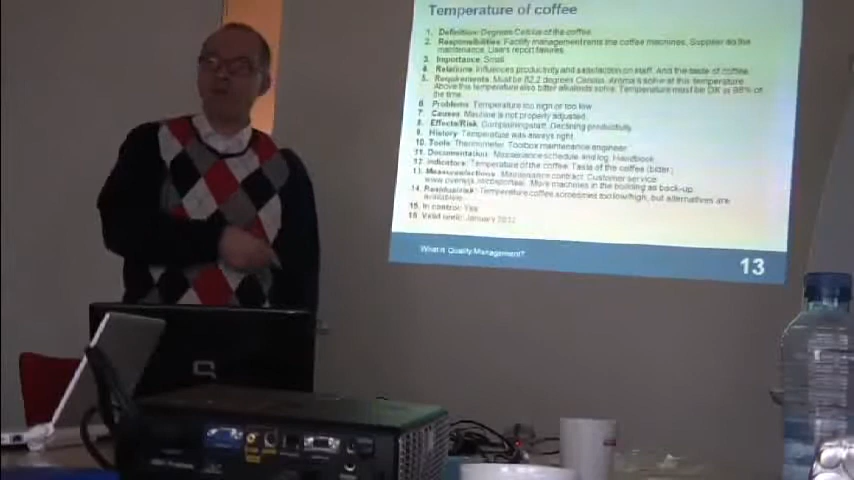 Temperature of coffee
1. Definition: Degrees Celsius of the coffee
2. Responsibilities: Facility management rents the coffee machines, Supplier do the
maintenance. Users report failures
3. Importance: Small
4. Relations: Influences productivity and satisfaction on staff. And the taste of coffee
5. Requirements: Must be 82,2 degrees Celsius. Aroma is solve at this temperature.
Above this temperature also bitter alkaloids solve. Temperature must be OK at 98% of
the time.
6. Problems: Temperature too high or too low
7. Causes: Machine is not properly adjusted.
8. Effects/Risk: Complaining staff, Declining productivity
9. History: Temperature was always right
10. Tools: Thermometer, Toolbox maintenance engineer
11. Documentation: Maintenance schedule and log, Handbook
12. Indicators: Temperature of the coffee, Taste of the coffee (bitter)
13. Measures/actions: Maintenance contract, Customer service
More machines in the building as back-up
14. Residual risk: Temperature coffee sometimes too low/high, but alternatives are
available
15. In control: Yes
16. Valid until: January 2012
What is Quality Management?
13
compaq